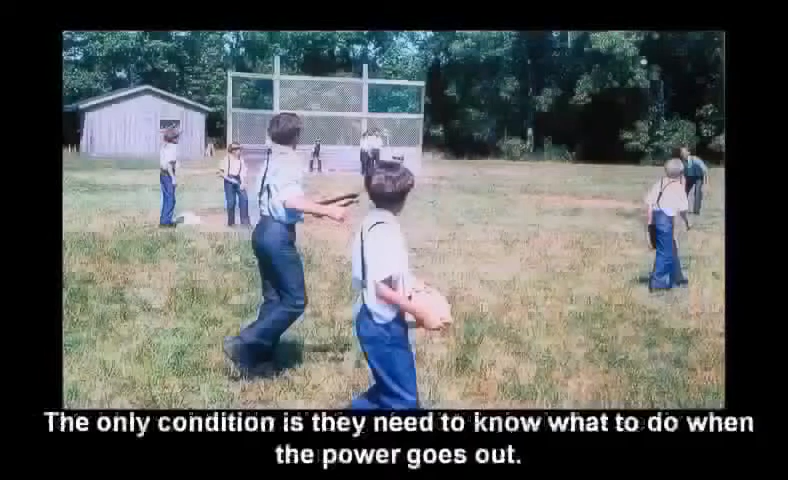 The only condition is they need to know what to do when
the power goes out.